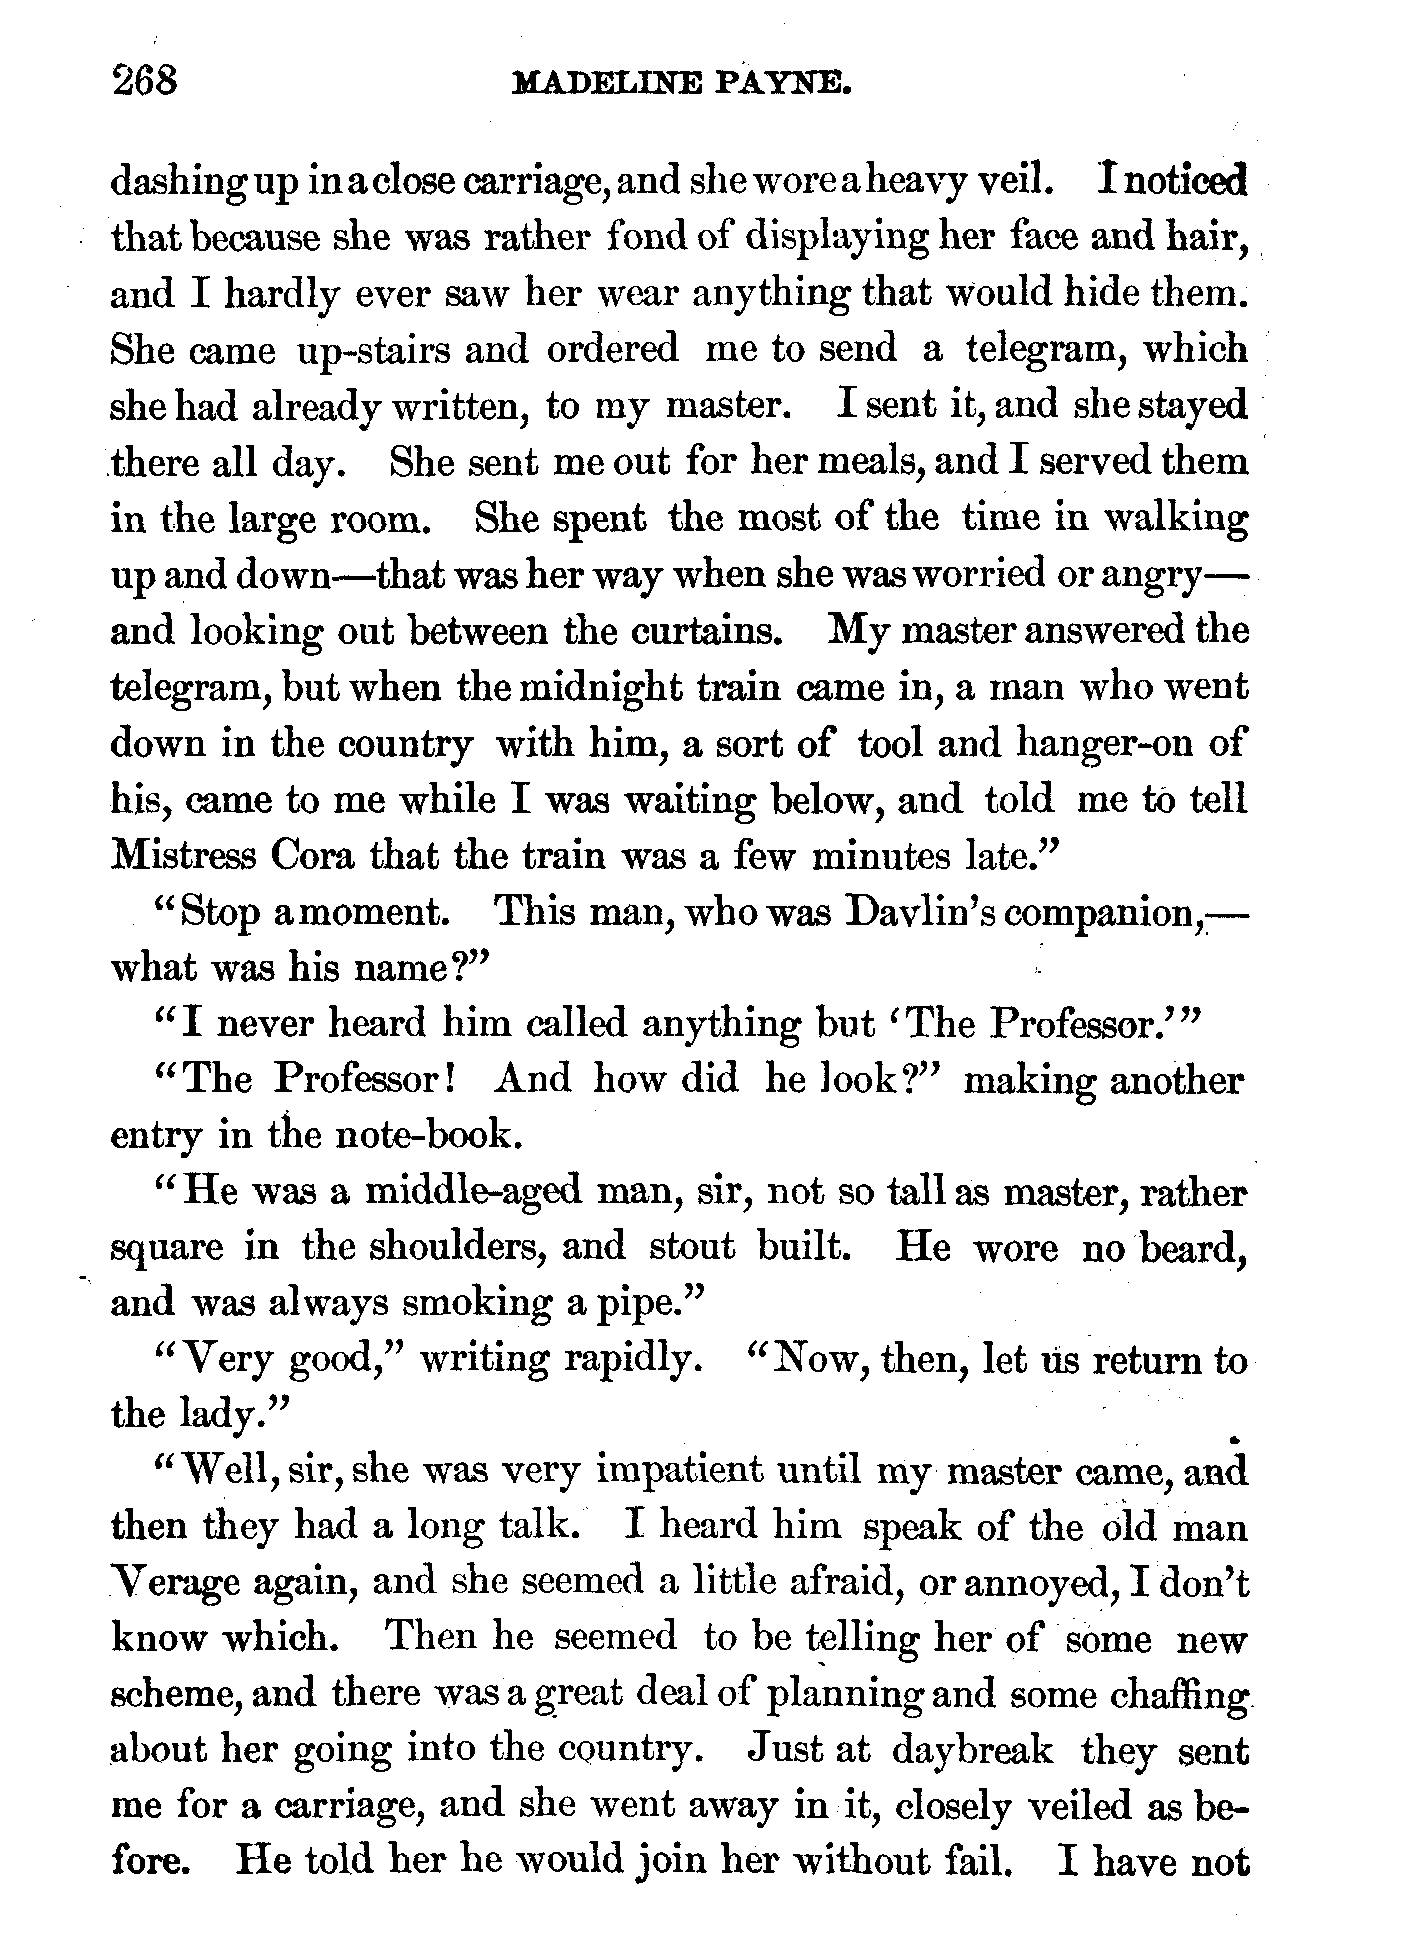 268 MADELINE PAYNE.
dashing up in a close carriage, and she wore a heavy veil. I noticed
that because she was rather fond of displaying her face and hair,
and I hardly ever saw her wear anything that would hide them.
She came up-stairs and ordered me to send a telegram, which
she had already written, to my master. I sent it, and she stayed
there all day. She sent me out for her meals, and I served them
in the large room. She spent the most of the time in walking
up and down—that was her way when she was worried or angry—
and looking out between the curtains. My master answered the
telegram, but when the midnight train came in, a man who went
down in the country with him, a sort of tool and hanger-on of
his, came to me while I was waiting below, and told me to tell
Mistress Cora that the train was a few minutes late.”
“Stop a moment. This man, who was Davlin’s companion,—
what was his name?”
“I never heard him called anything but ‘The Professor.’”
“The Professor! And how did he look?” making another
entry in the note-book.
“He was a middle-aged man, sir, not so tall as master, rather
square in the shoulders, and stout built. He wore no beard,
and was always smoking a pipe.”
“Very good,” writing rapidly. “Now, then, let us return to
the lady.”
“Well, sir, she was very impatient until my master came, and
then they had a long talk. I heard him speak of the old man
Verage again, and she seemed a little afraid, or annoyed, I don’t
know which. Then he seemed to be telling her of some new
scheme, and there was a great deal of planning and some chaffing
about her going into the country. Just at daybreak they sent
me for a carriage, and she went away in it, closely veiled as be-
fore. He told her he would join her without fail. I have not